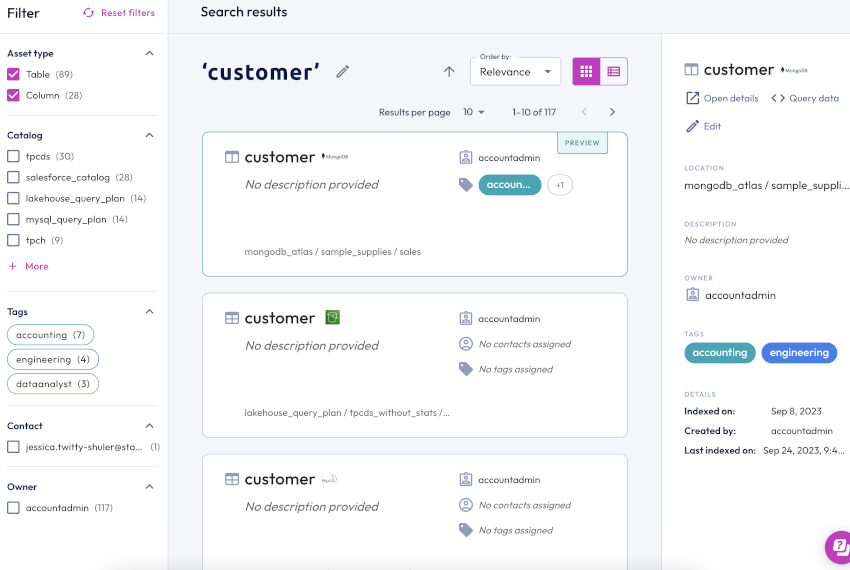 Filter
Reset filters
Asset type
Table (89)
Column (28)
Catalog
tpcds (30)
salesforce_catalog (28)
lakehouse_query_plan (14)
mysql_query_plan (14)
tpch (9)
+ More
Tags
accounting (7)
engineering (4)
dataanalyst (3)
Contact
jessica.twitty-shuler@sta... (1)
Owner
accountadmin (117)
Search results
‘customer’
Order by:
Relevance
Results per page 10 1–10 of 117
PREVIEW
customer MongoDB
accountadmin
No description provided
accoun... +1
mongodb_atlas / sample_supplies / sales
customer
accountadmin
No description provided
No contacts assigned
No tags assigned
lakehouse_query_plan / tpcds_without_stats /...
customer
accountadmin
No description provided
No contacts assigned
No tags assigned
customer MongoDB
Open details Query data
Edit
LOCATION
mongodb_atlas / sample_suppli...
DESCRIPTION
No description provided
OWNER
accountadmin
TAGS
accounting engineering
DETAILS
Indexed on: Sep 8, 2023
Created by: accountadmin
Last indexed on: Sep 24, 2023, 9:4...